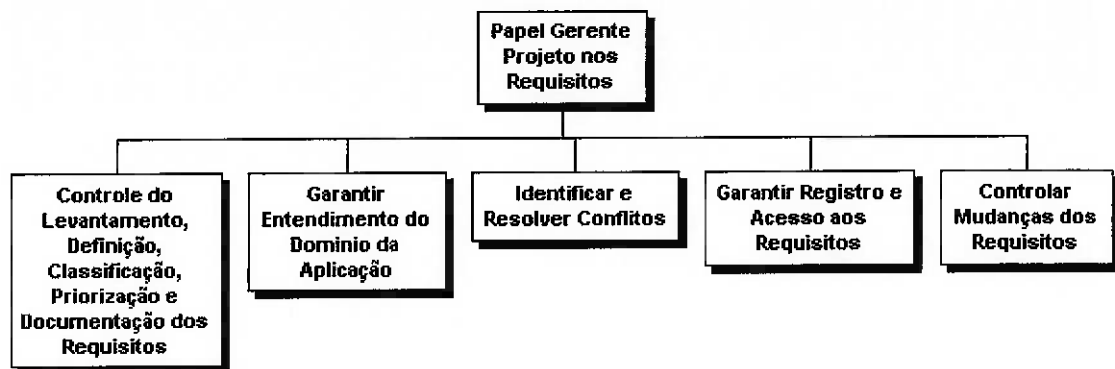 Papel Gerente
Projeto nos
Requisitos
Controle do
Levantamento,
Definição,
Classificação,
Priorização e
Documentação dos
Requisitos
Garantir
Entendimento do
Dominio da
Aplicação
Identificar e
Resolver Conflitos
Garantir Registro e
Acesso aos
Requisitos
Controlar
Mudanças dos
Requisitos